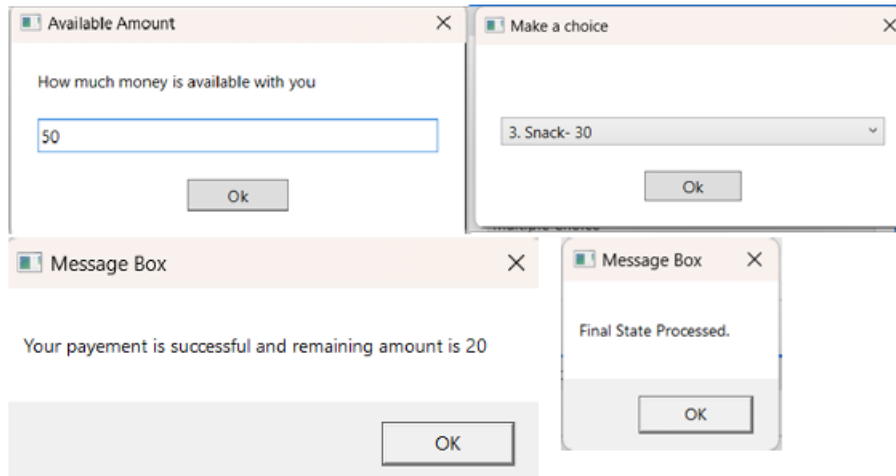 Available Amount
How much money is available with you
50
Ok
Make a choice
3. Snack- 30
Ok
Message Box
Your payement is successful and remaining amount is 20
OK
Message Box
Final State Processed.
OK